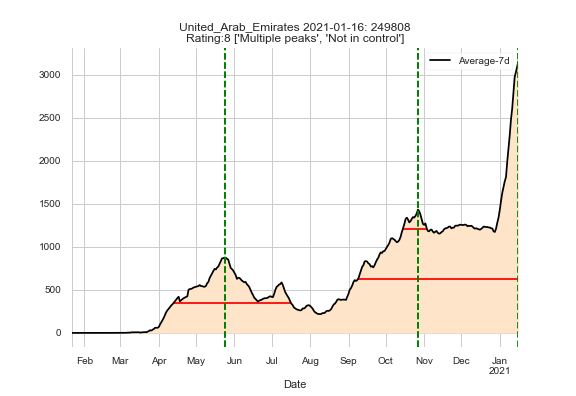 United_Arab_Emirates 2021-01-16: 249808
Rating:8 ['Multiple peaks', 'Not in control']
Average-7d
3000
2500
2000
1500
1000
500
0
Feb Mar Apr May Jun Jul Aug Sep Oct Nov Dec Jan
2021
Date